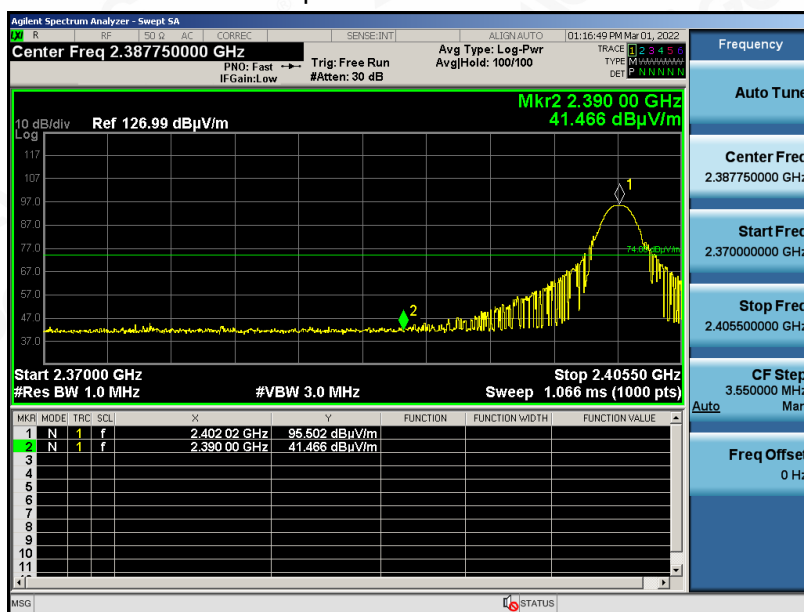 Agilent Spectrum Analyzer - Swept SA
R RF 50 Ω AC CORREC SENSE:INT ALIGN AUTO 01:16:49 PM Mar 01, 2022
Center Freq 2.387750000 GHz
PNO: Fast
IFGain:Low
Trig: Free Run
#Atten: 30 dB
Avg Type: Log-Pwr
Avg|Hold: 100/100
TRACE 1 2 3 4 5 6
TYPE M
DET P N N N N N
Mkr2 2.390 00 GHz
41.466 dBµV/m
10 dB/div Ref 126.99 dBµV/m
Log
117
107
97.0
87.0
77.0
67.0
57.0
47.0
37.0
1
2
Start 2.37000 GHz Stop 2.40550 GHz
#Res BW 1.0 MHz #VBW 3.0 MHz Sweep 1.066 ms (1000 pts)
MKR MODE TRC SCL X Y FUNCTION FUNCTION WIDTH FUNCTION VALUE
1 N 1 f 2.402 02 GHz 95.502 dBµV/m
2 N 1 f 2.390 00 GHz 41.466 dBµV/m
3
4
5
6
7
8
9
10
11
MSG STATUS
Frequency
Auto Tune
Center Freq
2.387750000 GHz
Start Freq
2.370000000 GHz
Stop Freq
2.405500000 GHz
CF Step
3.550000 MHz
Auto Man
Freq Offset
0 Hz